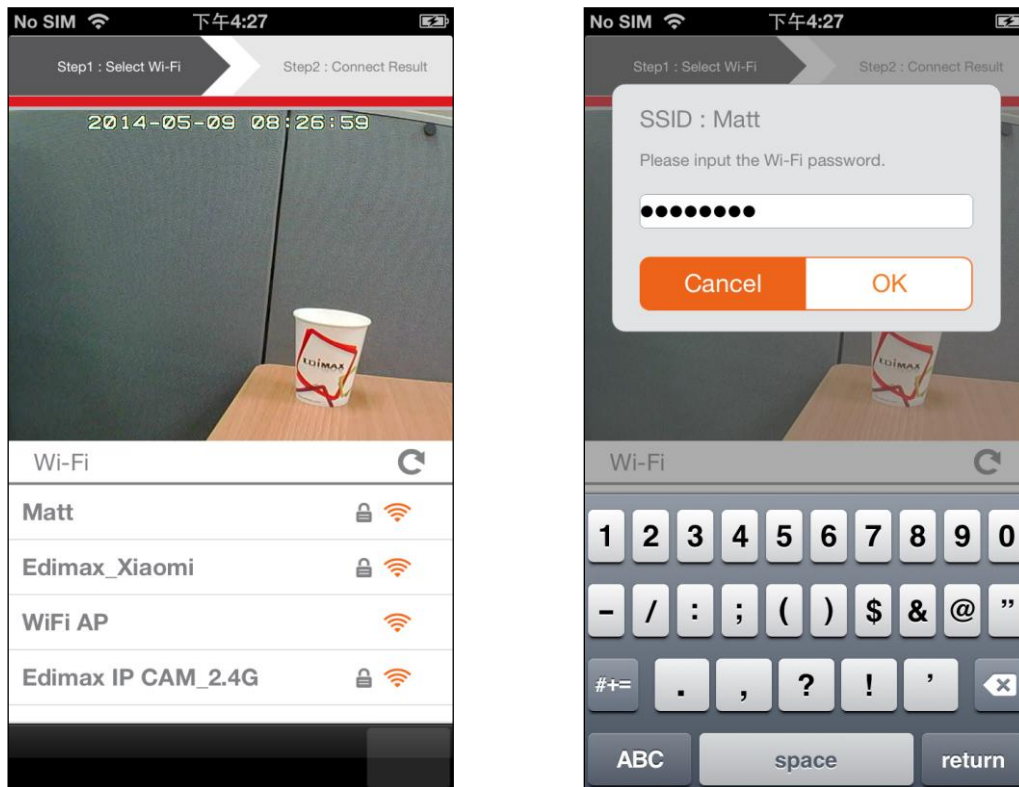 No SIM 下午4:27
Step1 : Select Wi-Fi Step2 : Connect Result
2014-05-09 08:26:59
EDIMAX
Wi-Fi
Matt
Edimax_Xiaomi
WiFi AP
Edimax IP CAM_2.4G
No SIM 下午4:27
Step1 : Select Wi-Fi Step2 : Connect Result
SSID : Matt
Please input the Wi-Fi password.
●●●●●●●●
Cancel OK
EDIMAX
Wi-Fi
1 2 3 4 5 6 7 8 9 0
- / : ; ( ) $ & @ ”
#+= . , ? ! ’
ABC space return